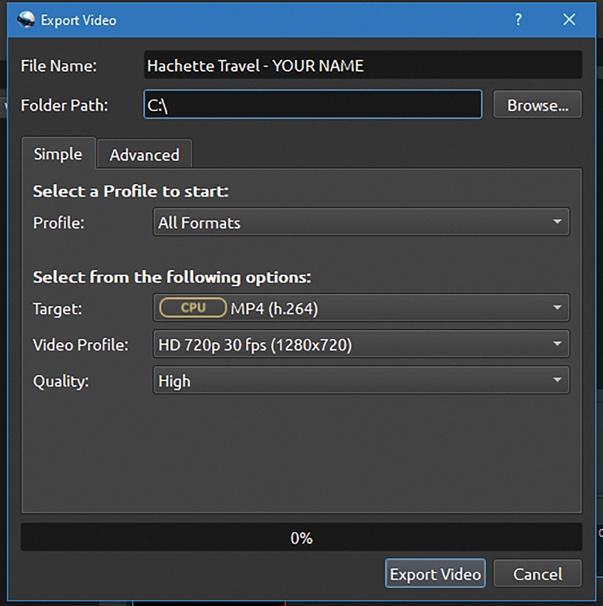 Export Video ? ×
File Name: Hachette Travel - YOUR NAME
Folder Path: C:\ Browse...
Simple Advanced
Select a Profile to start:
Profile: All Formats
Select from the following options:
Target: CPU MP4 (h.264)
Video Profile: HD 720p 30 fps (1280x720)
Quality: High
0%
Export Video Cancel